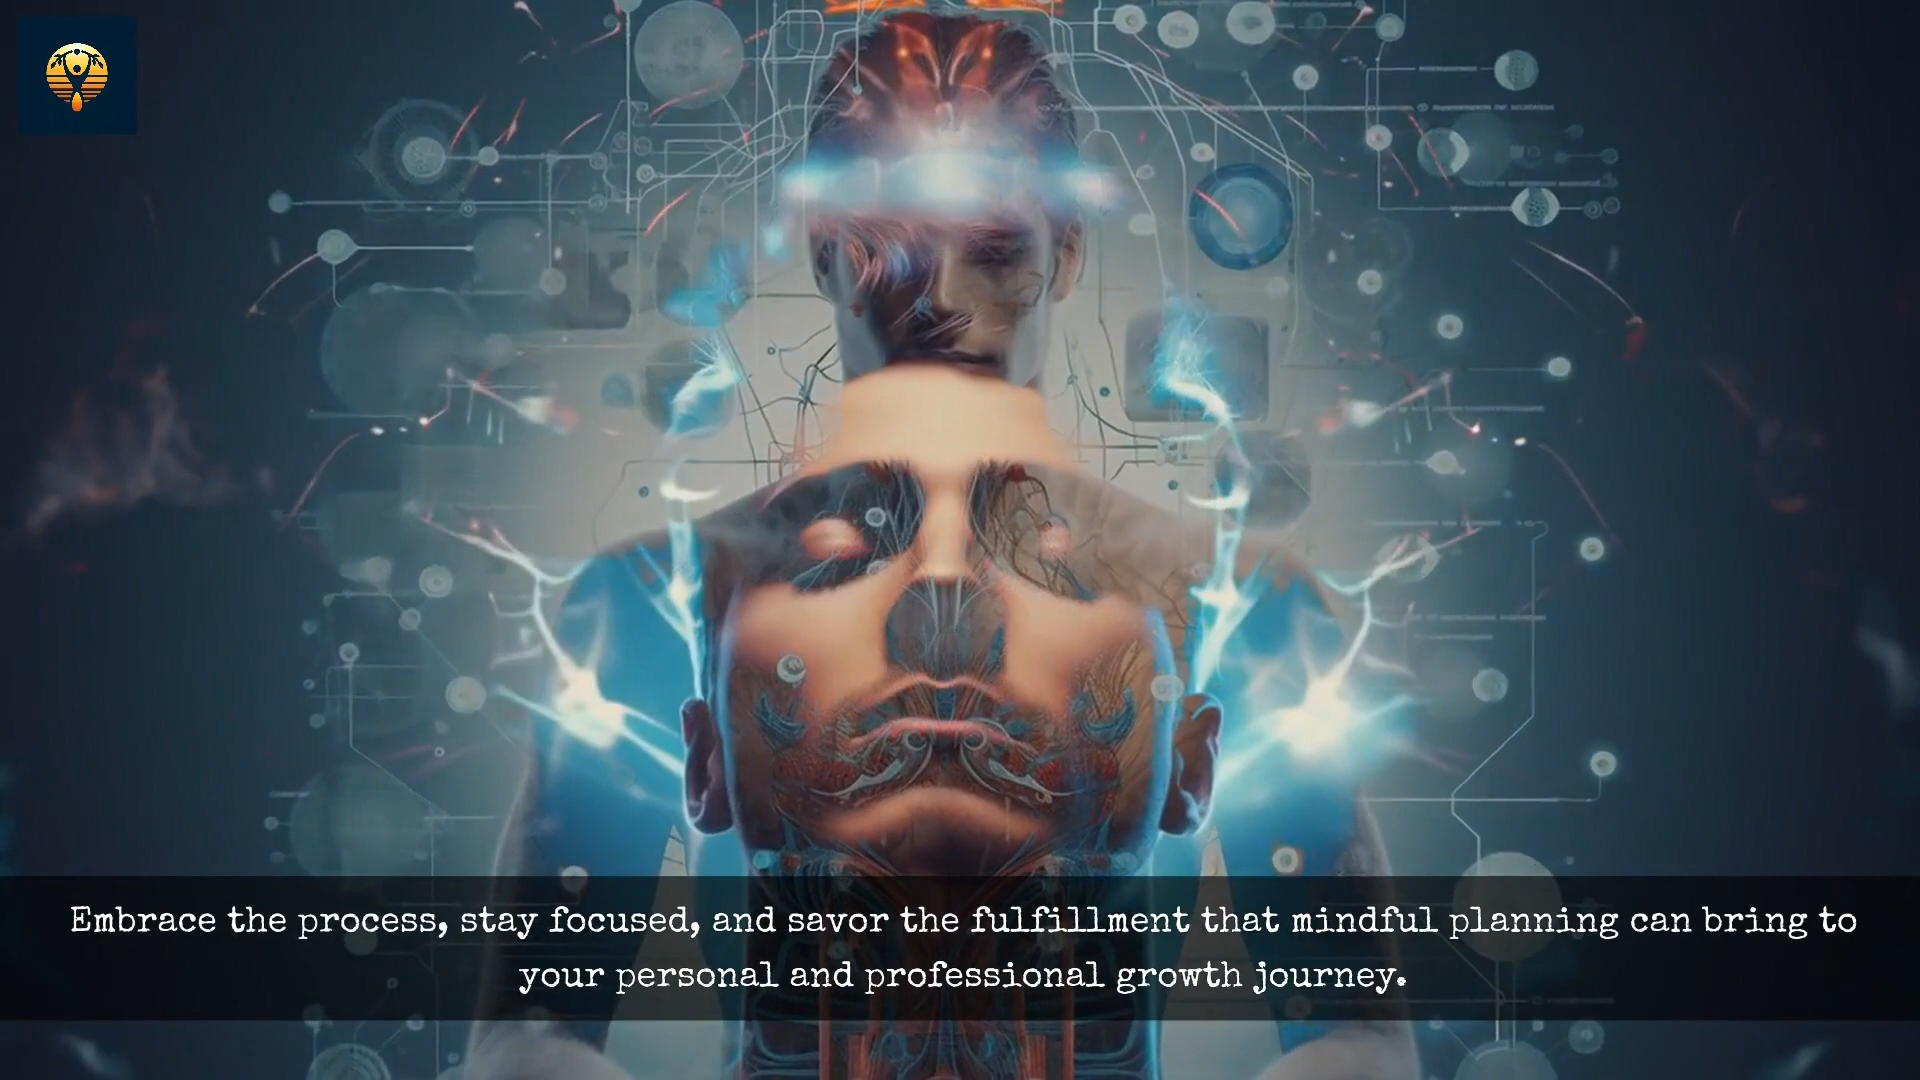 Embrace the process, stay focused, and savor the fulfillment that mindful planning can bring to
your personal and professional growth journey.